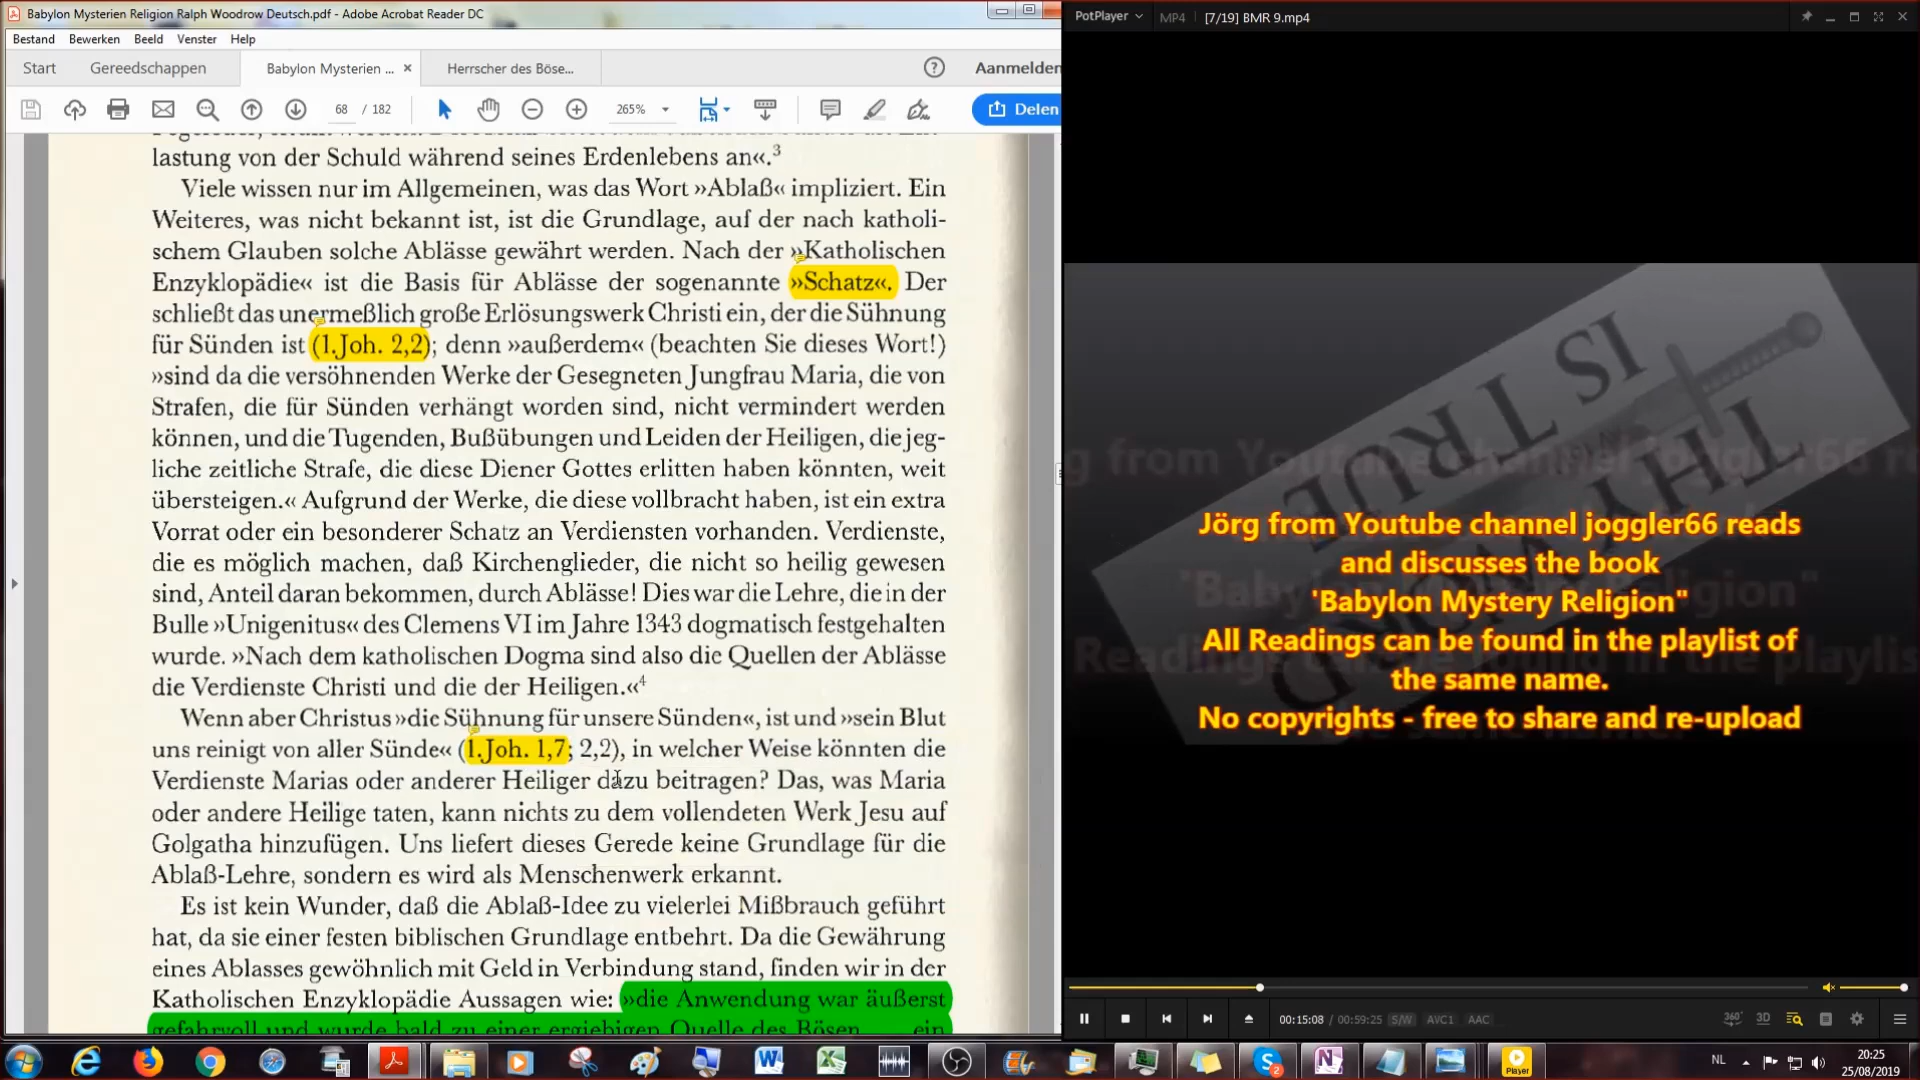 Babylon Mysterien Religion Ralph Woodrow Deutsch.pdf - Adobe Acrobat Reader DC
Bestand Bewerken Beeld Venster Help
Start Gereedschappen Babylon Mysterien ... × Herrscher des Böse... Aanmelden
68 / 182 265% Delen
lastung von der Schuld während seines Erdenlebens an«.³
Viele wissen nur im Allgemeinen, was das Wort »Ablaß« impliziert. Ein
Weiteres, was nicht bekannt ist, ist die Grundlage, auf der nach katholi-
schem Glauben solche Ablässe gewährt werden. Nach der »Katholischen
Enzyklopädie« ist die Basis für Ablässe der sogenannte »Schatz«. Der
schließt das unermeßlich große Erlösungswerk Christi ein, der die Sühnung
für Sünden ist (1.Joh. 2,2); denn »außerdem« (beachten Sie dieses Wort!)
»sind da die versöhnenden Werke der Gesegneten Jungfrau Maria, die von
Strafen, die für Sünden verhängt worden sind, nicht vermindert werden
können, und die Tugenden, Bußübungen und Leiden der Heiligen, die jeg-
liche zeitliche Strafe, die diese Diener Gottes erlitten haben könnten, weit
übersteigen.« Aufgrund der Werke, die diese vollbracht haben, ist ein extra
Vorrat oder ein besonderer Schatz an Verdiensten vorhanden. Verdienste,
die es möglich machen, daß Kirchenglieder, die nicht so heilig gewesen
sind, Anteil daran bekommen, durch Ablässe! Dies war die Lehre, die in der
Bulle »Unigenitus« des Clemens VI im Jahre 1343 dogmatisch festgehalten
wurde. »Nach dem katholischen Dogma sind also die Quellen der Ablässe
die Verdienste Christi und die der Heiligen.«⁴
Wenn aber Christus »die Sühnung für unsere Sünden«, ist und »sein Blut
uns reinigt von aller Sünde« (1.Joh. 1,7; 2,2), in welcher Weise könnten die
Verdienste Marias oder anderer Heiliger dazu beitragen? Das, was Maria
oder andere Heilige taten, kann nichts zu dem vollendeten Werk Jesu auf
Golgatha hinzufügen. Uns liefert dieses Gerede keine Grundlage für die
Ablaß-Lehre, sondern es wird als Menschenwerk erkannt.
Es ist kein Wunder, daß die Ablaß-Idee zu vielerlei Mißbrauch geführt
hat, da sie einer festen biblischen Grundlage entbehrt. Da die Gewährung
eines Ablasses gewöhnlich mit Geld in Verbindung stand, finden wir in der
Katholischen Enzyklopädie Aussagen wie: »die Anwendung war äußerst
gefahrvoll und wurde bald zu einer ergiebigen Quelle des Bösen ... ein
PotPlayer MP4 [7/19] BMR 9.mp4
THY WORD
IS TRUE
Jörg from Youtube channel joggler66 reads
and discusses the book
'Babylon Mystery Religion"
All Readings can be found in the playlist of
the same name.
No copyrights - free to share and re-upload
00:15:08 / 00:59:25 S/W AVC1 AAC
360° 3D
NL
20:25
25/08/2019
Player